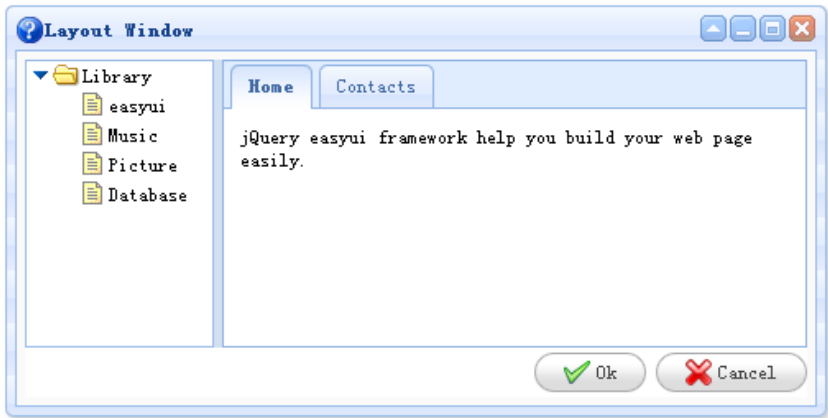 Layout Window
Library
easyui
Music
Picture
Database
Home
Contacts
jQuery easyui framework help you build your web page
easily.
Ok
Cancel